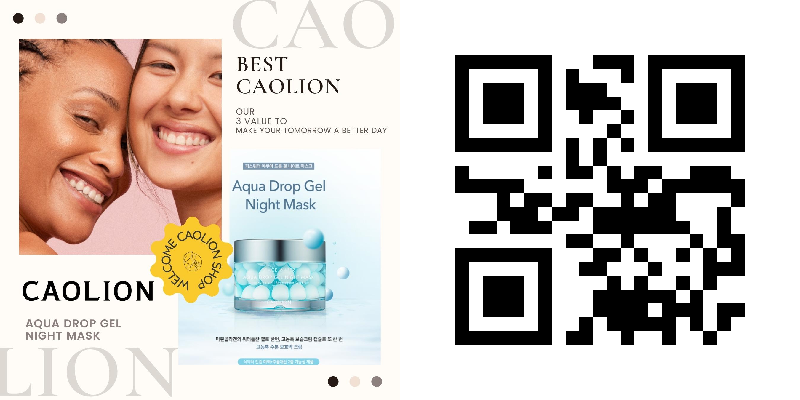 CAO
BEST
CAOLION
OUR
3 VALUE TO
MAKE YOUR TOMORROW A BETTER DAY
Aqua Drop Gel
Night Mask
WELCOME CAOLION SHOP
CAOLION
AQUA DROP GEL
NIGHT MASK
LION